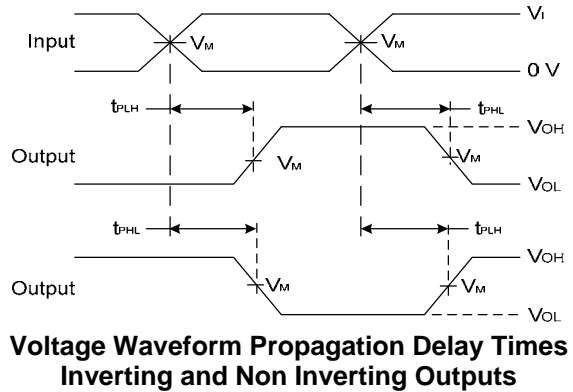 VI
Input VM VM
0 V
tPLH tPHL
VOH
Output VM VM
VOL
tPHL tPLH
VOH
Output VM VM
VOL
Voltage Waveform Propagation Delay Times
Inverting and Non Inverting Outputs